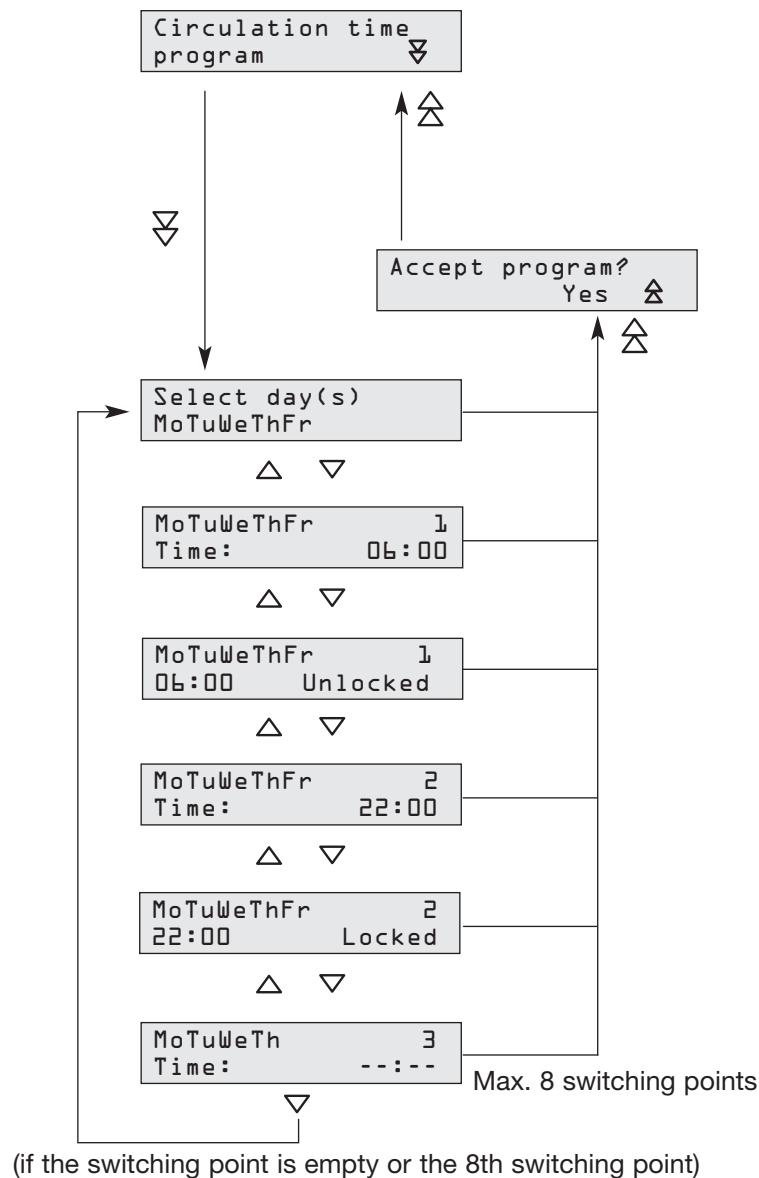 Circulation time
program
Accept program?
Yes
Select day(s)
MoTuWeThFr
MoTuWeThFr 1
Time: 06:00
MoTuWeThFr 1
06:00 Unlocked
MoTuWeThFr 2
Time: 22:00
MoTuWeThFr 2
22:00 Locked
MoTuWeTh 3
Time: --:--
Max. 8 switching points
(if the switching point is empty or the 8th switching point)